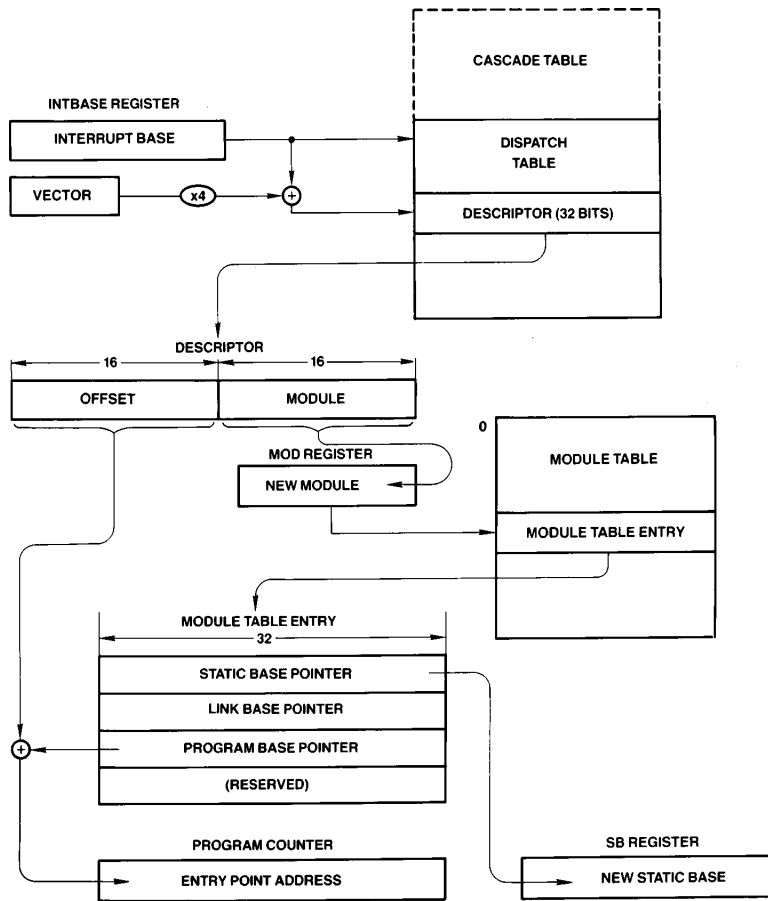 CASCADE TABLE
INTBASE REGISTER
INTERRUPT BASE
DISPATCH
TABLE
VECTOR
x4
+
DESCRIPTOR (32 BITS)
DESCRIPTOR
16
16
OFFSET
MODULE
0
MOD REGISTER
MODULE TABLE
NEW MODULE
MODULE TABLE ENTRY
MODULE TABLE ENTRY
32
STATIC BASE POINTER
LINK BASE POINTER
+
PROGRAM BASE POINTER
(RESERVED)
PROGRAM COUNTER
SB REGISTER
ENTRY POINT ADDRESS
NEW STATIC BASE